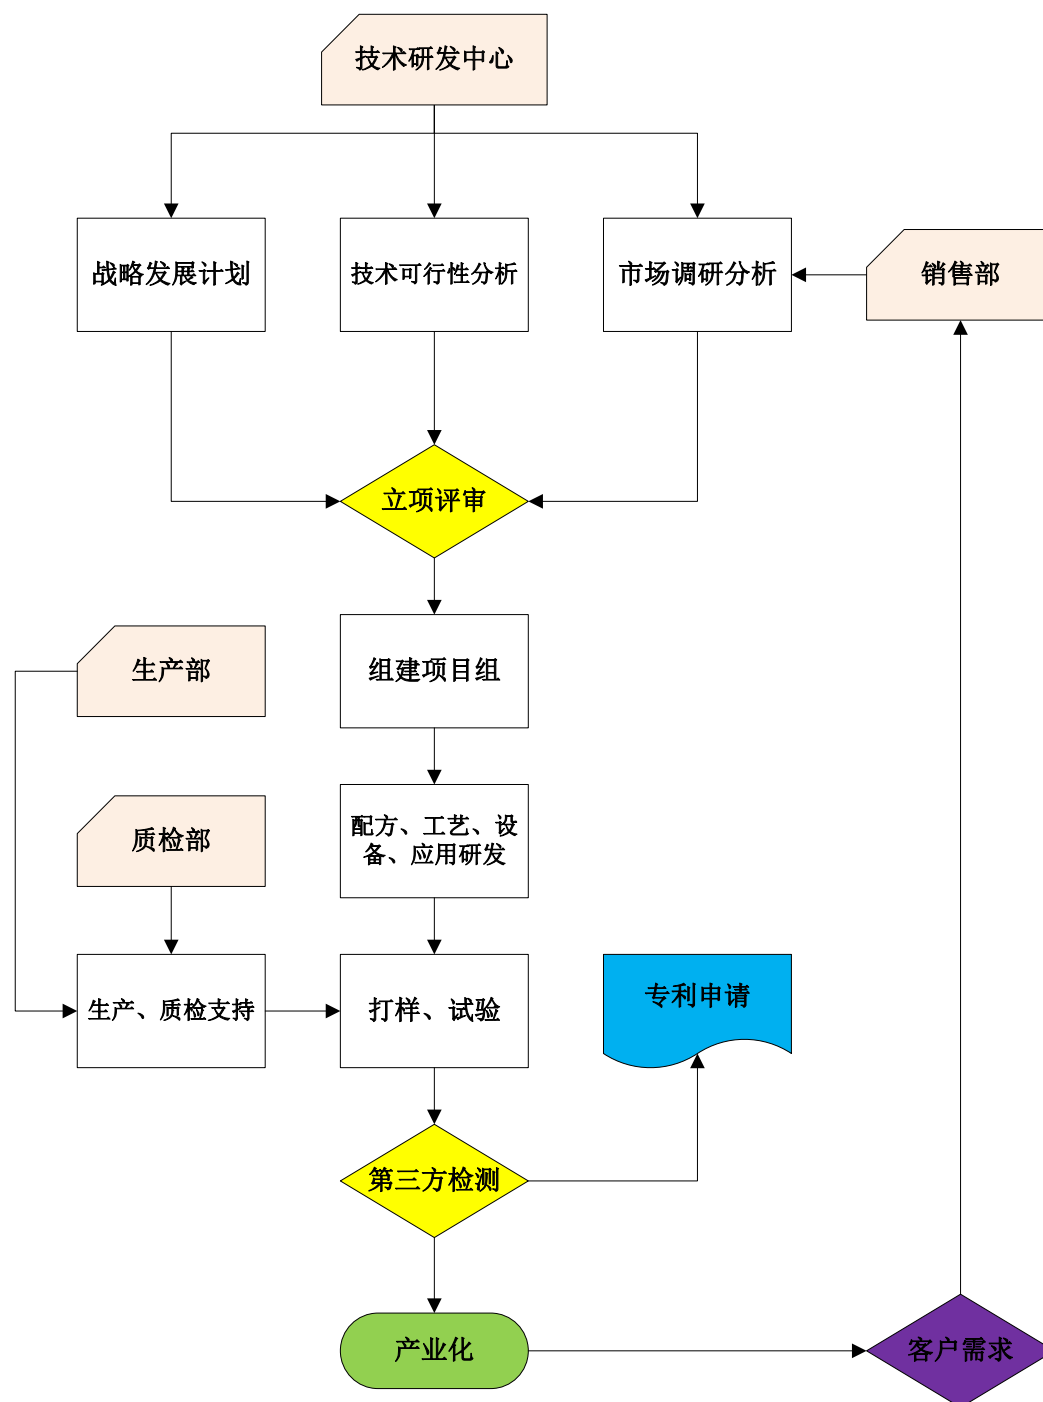 技术研发中心
战略发展计划
技术可行性分析
市场调研分析
销售部
立项评审
生产部
组建项目组
质检部
配方、工艺、设
备、应用研发
生产、质检支持
打样、试验
专利申请
第三方检测
产业化
客户需求